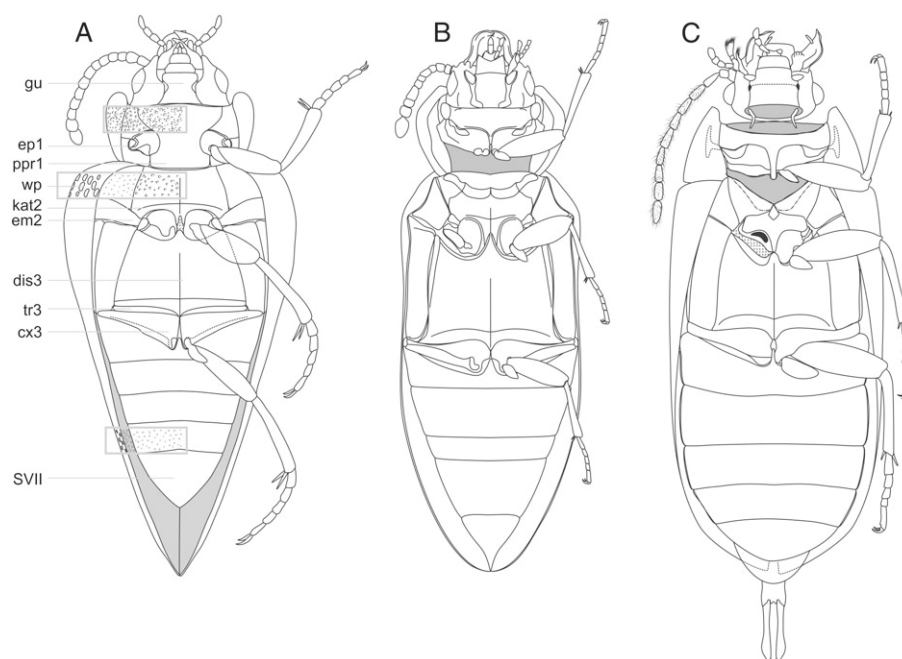 A
B
C
gu
ep1
ppr1
wp
kat2
em2
dis3
tr3
cx3
SVII